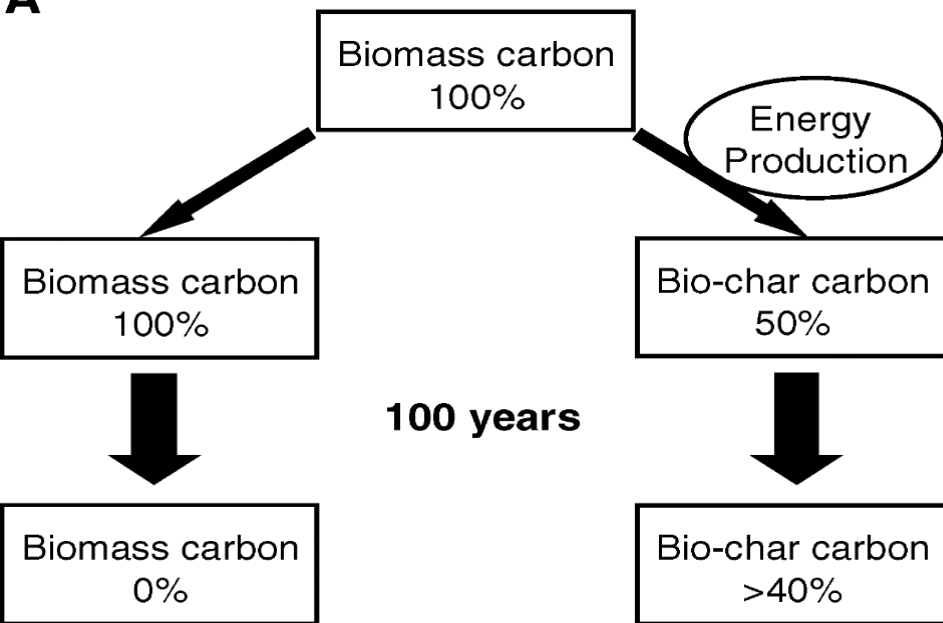 A
Biomass carbon
100%
Energy
Production
Biomass carbon
100%
Bio-char carbon
50%
100 years
Biomass carbon
0%
Bio-char carbon
>40%